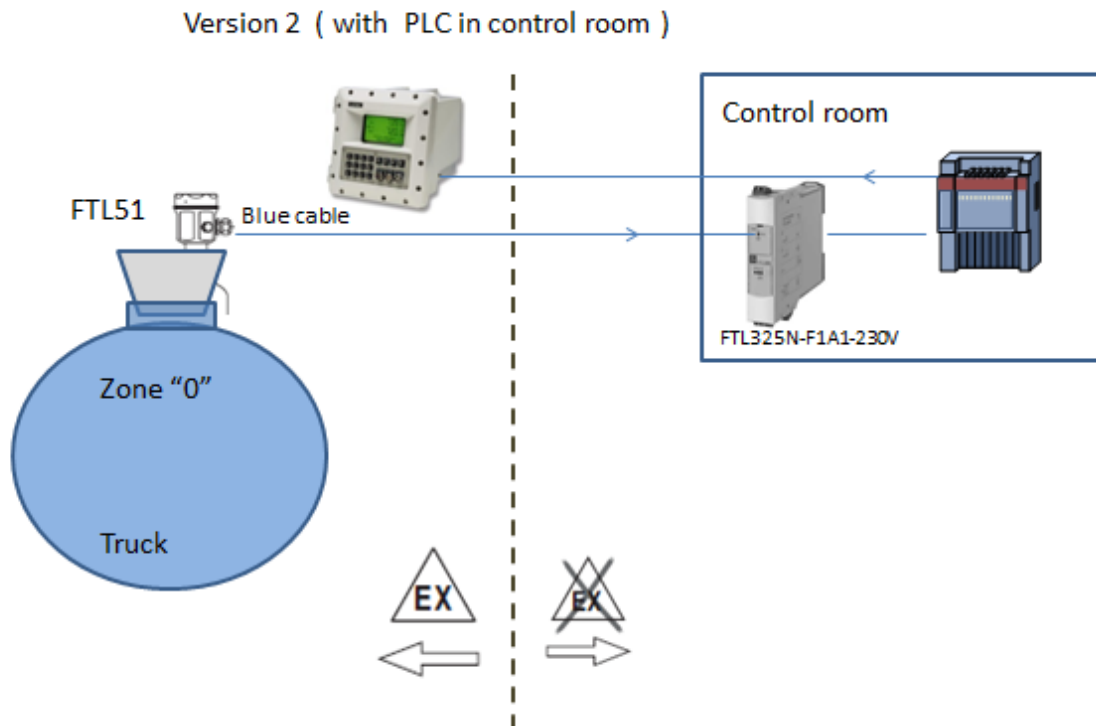 Version 2 ( with PLC in control room )
Control room
FTL51
Blue cable
FTL325N-F1A1-230V
Zone “0”
Truck
EX
EX